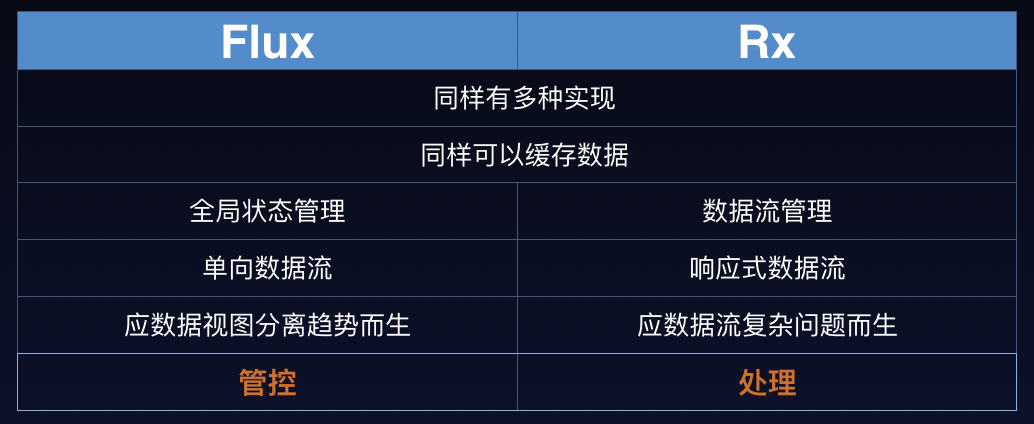 Flux Rx
同样有多种实现
同样可以缓存数据
全局状态管理 数据流管理
单向数据流 响应式数据流
应数据视图分离趋势而生 应数据流复杂问题而生
管控 处理